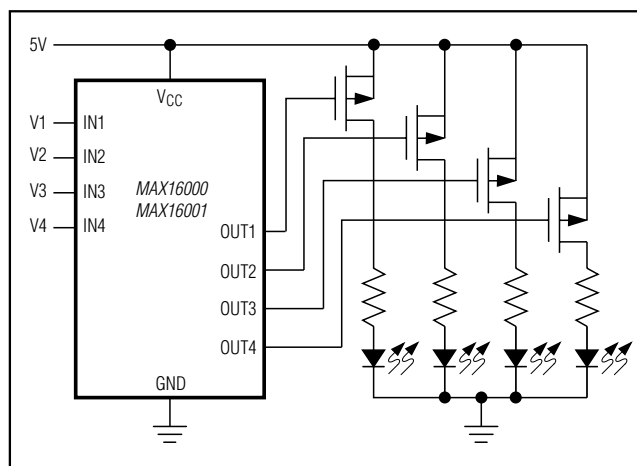 5V
VCC
V1 IN1
V2 IN2
V3 IN3
V4 IN4
MAX16000
MAX16001
OUT1
OUT2
OUT3
OUT4
GND